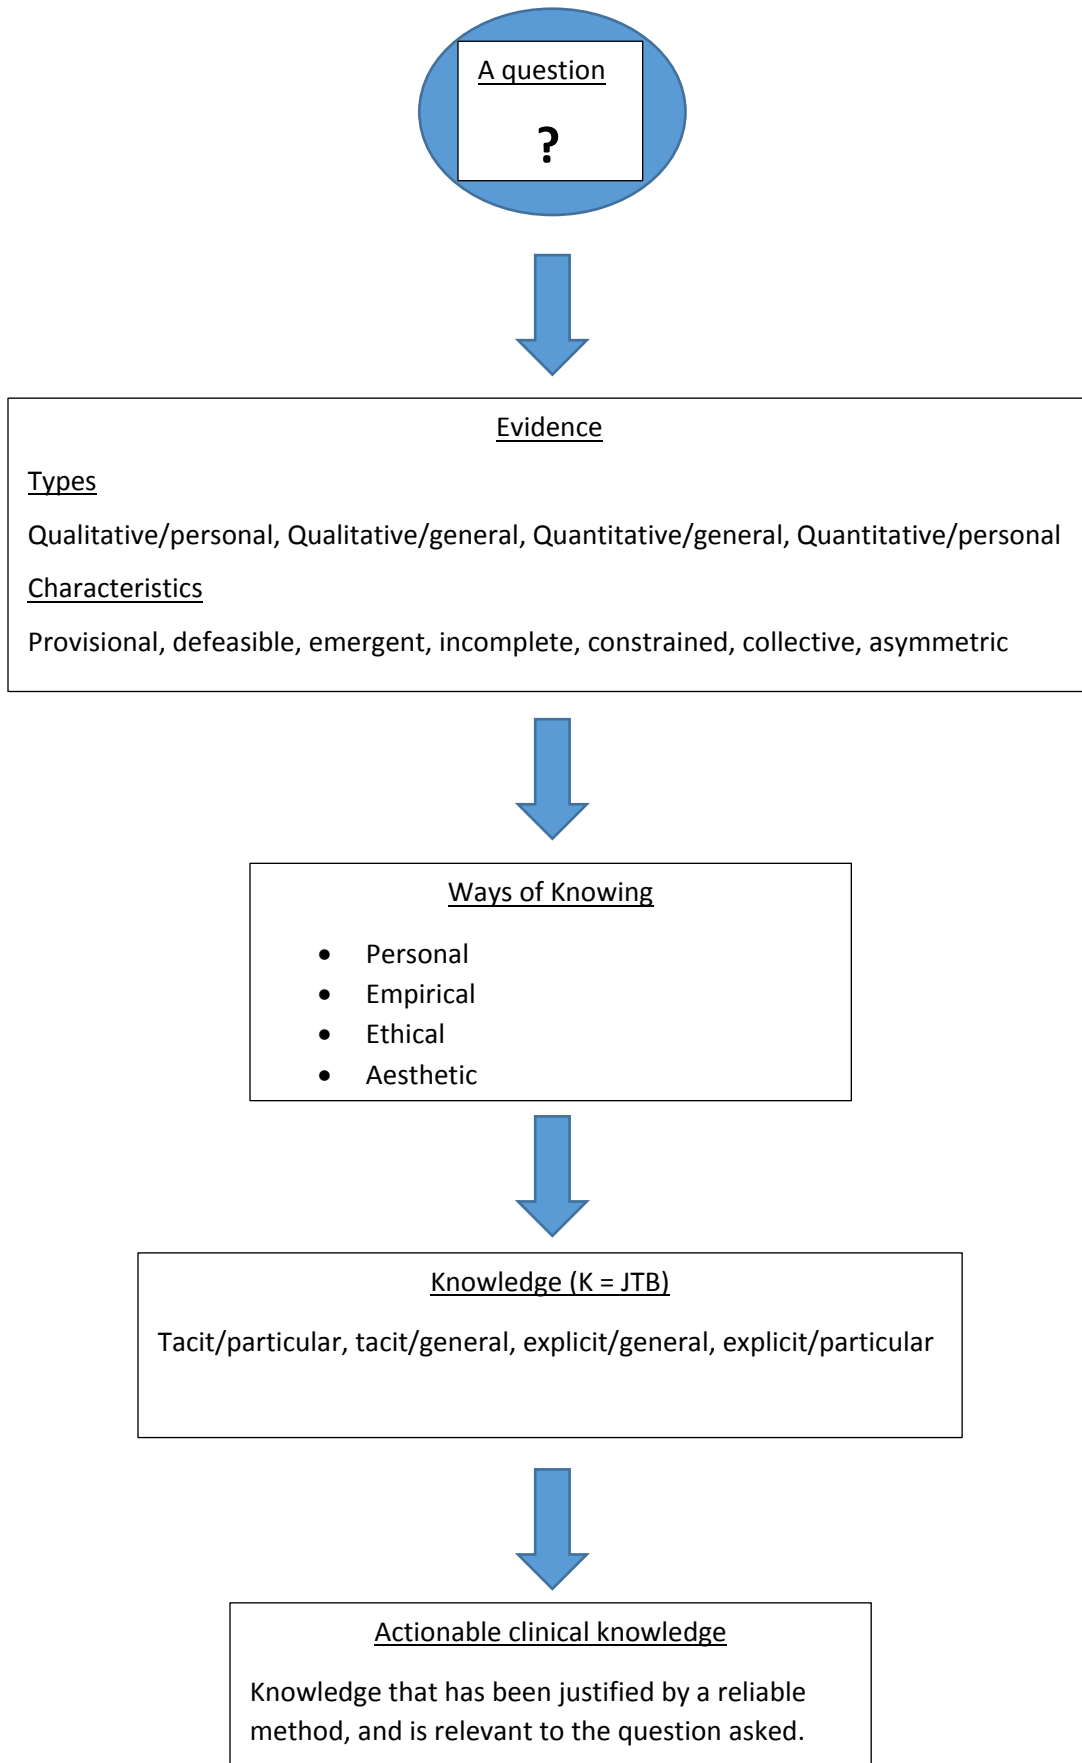 A question
?
Evidence
Types
Qualitative/personal, Qualitative/general, Quantitative/general, Quantitative/personal
Characteristics
Provisional, defeasible, emergent, incomplete, constrained, collective, asymmetric
Ways of Knowing
• Personal
• Empirical
• Ethical
• Aesthetic
Knowledge (K = JTB)
Tacit/particular, tacit/general, explicit/general, explicit/particular
Actionable clinical knowledge
Knowledge that has been justified by a reliable
method, and is relevant to the question asked.